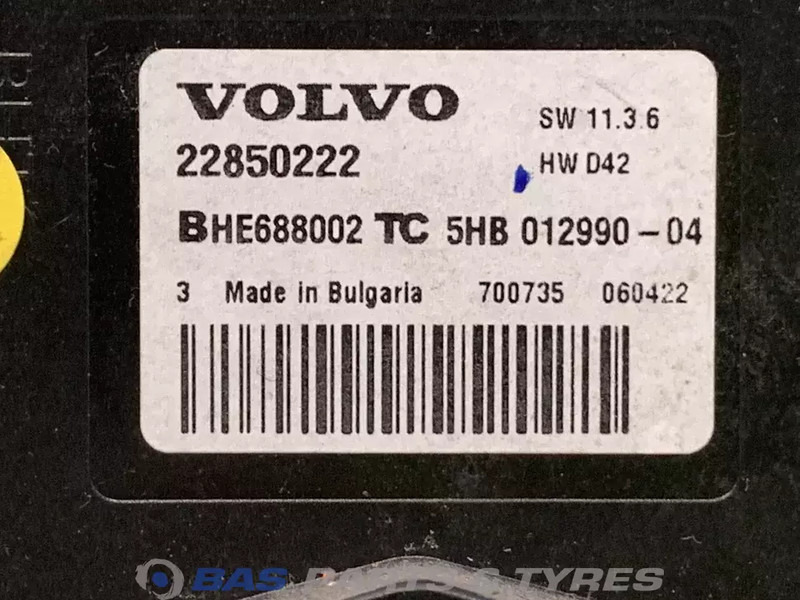 VOLVO
SW 11.3.6
22850222
HW D42
BHE688002 TC 5HB 012990-04
3 Made in Bulgaria 700735 060422
BAS PARTS & TYRES